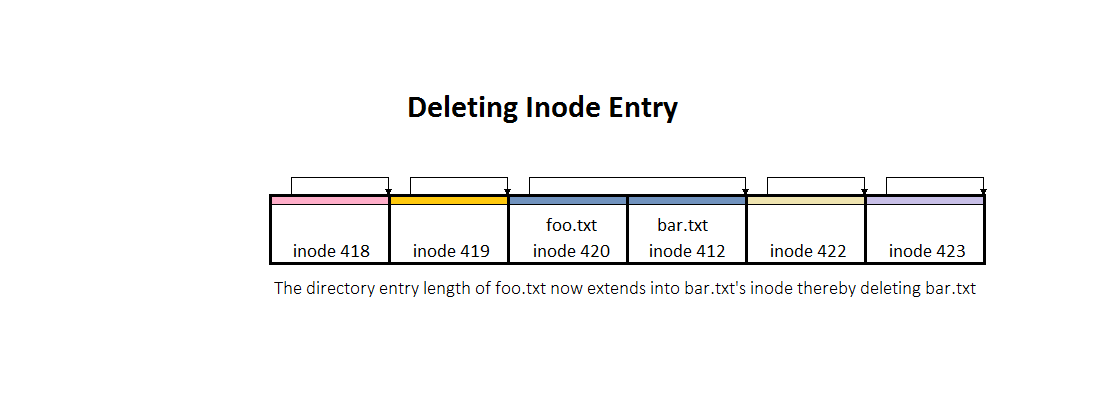 Deleting Inode Entry
foo.txt bar.txt
inode 418 inode 419 inode 420 inode 412 inode 422 inode 423
The directory entry length of foo.txt now extends into bar.txt's inode thereby deleting bar.txt